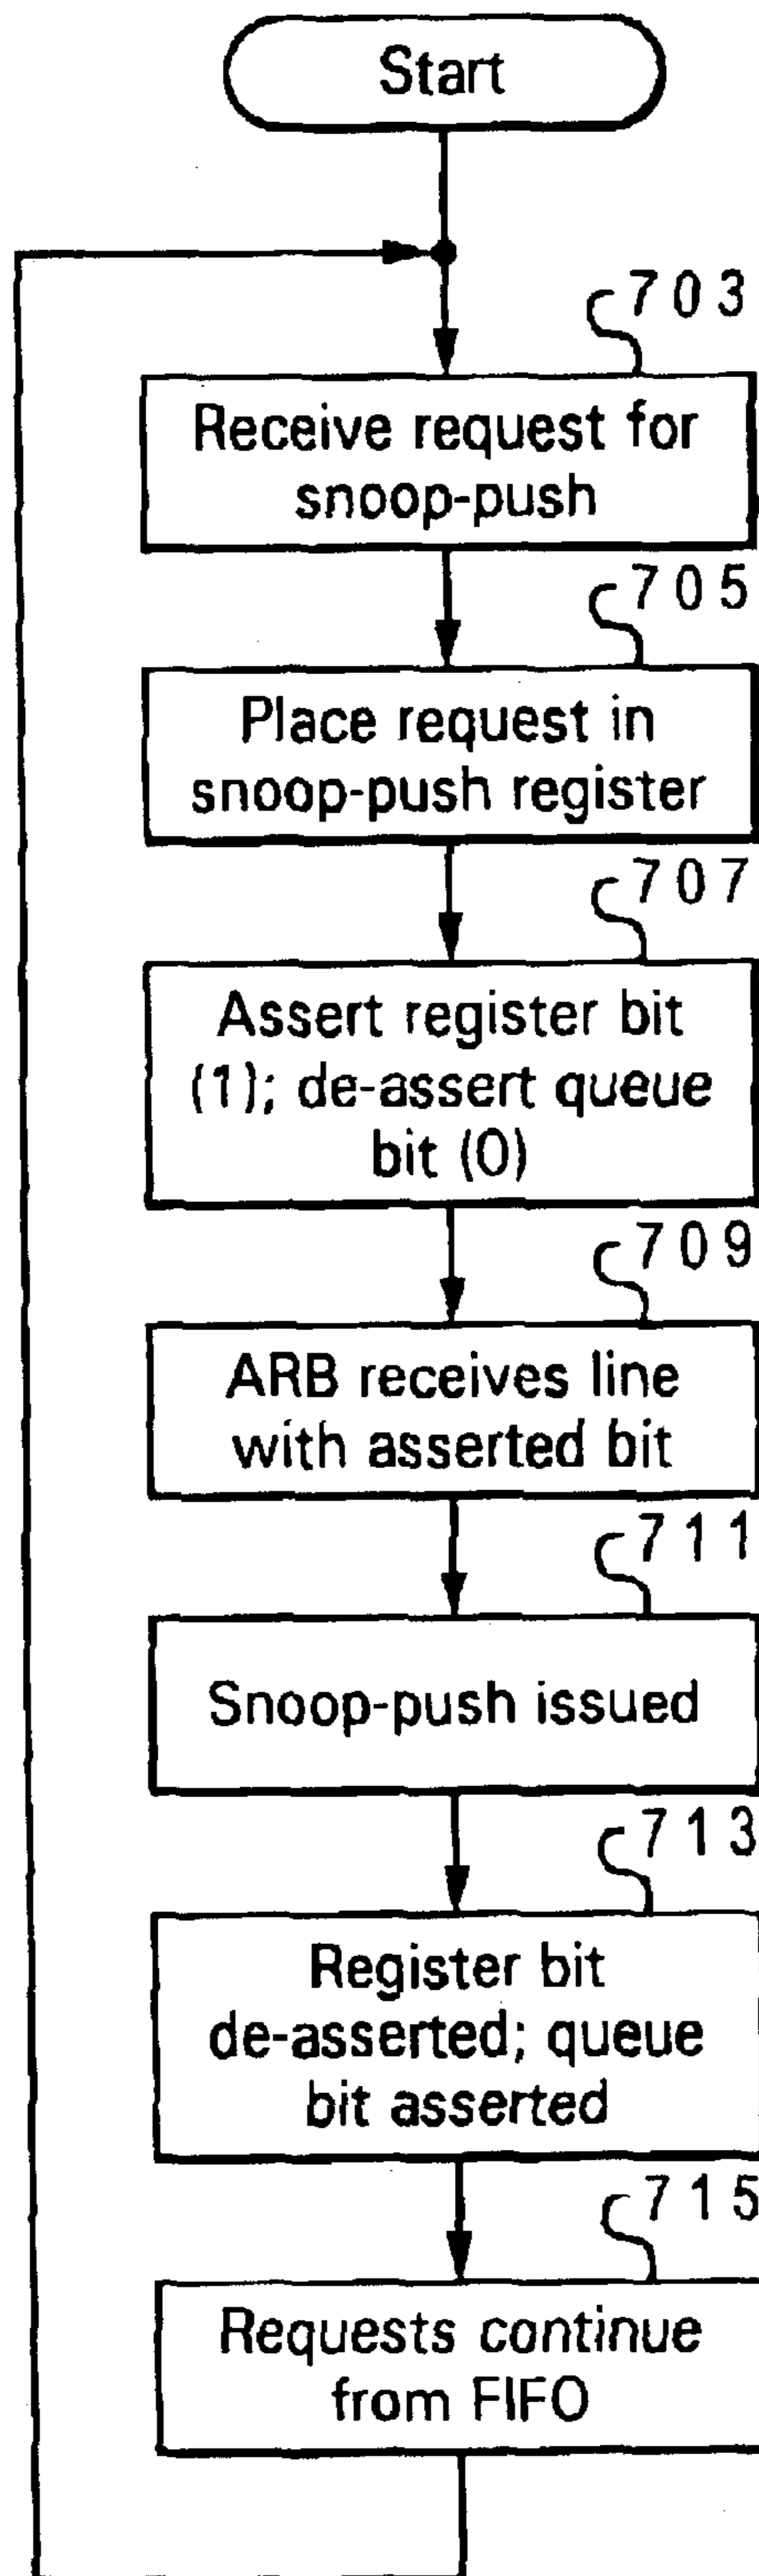 Start
703
Receive request for
snoop-push
705
Place request in
snoop-push register
707
Assert register bit
(1); de-assert queue
bit (0)
709
ARB receives line
with asserted bit
711
Snoop-push issued
713
Register bit
de-asserted; queue
bit asserted
715
Requests continue
from FIFO